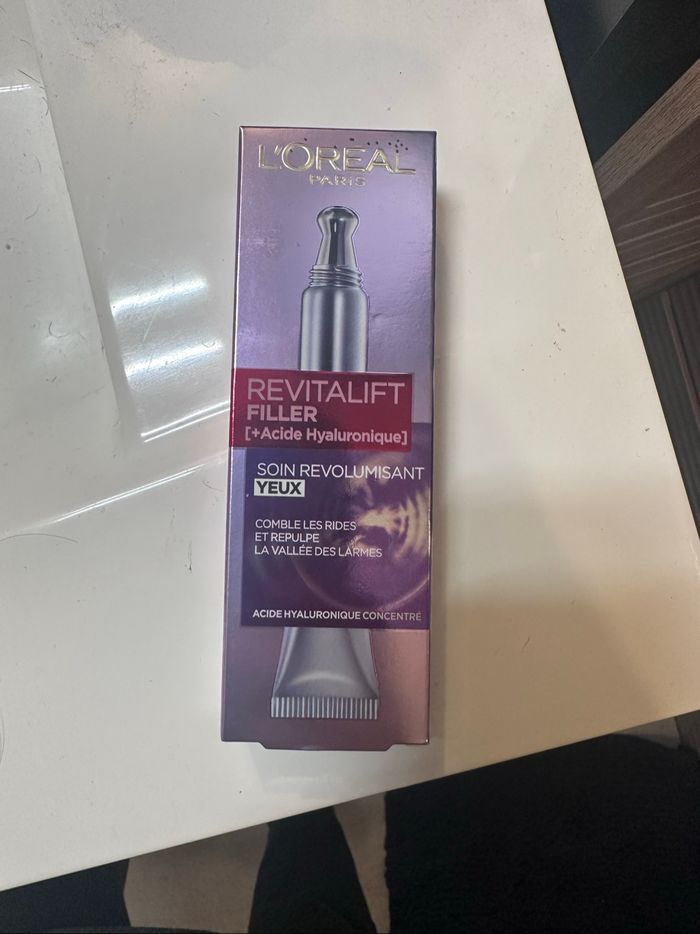 L'ORÉAL
PARIS
REVITALIFT
FILLER
[+Acide Hyaluronique]
SOIN REVOLUMISANT
YEUX
COMBLE LES RIDES
ET REPULPE
LA VALLÉE DES LARMES
ACIDE HYALURONIQUE CONCENTRÉ